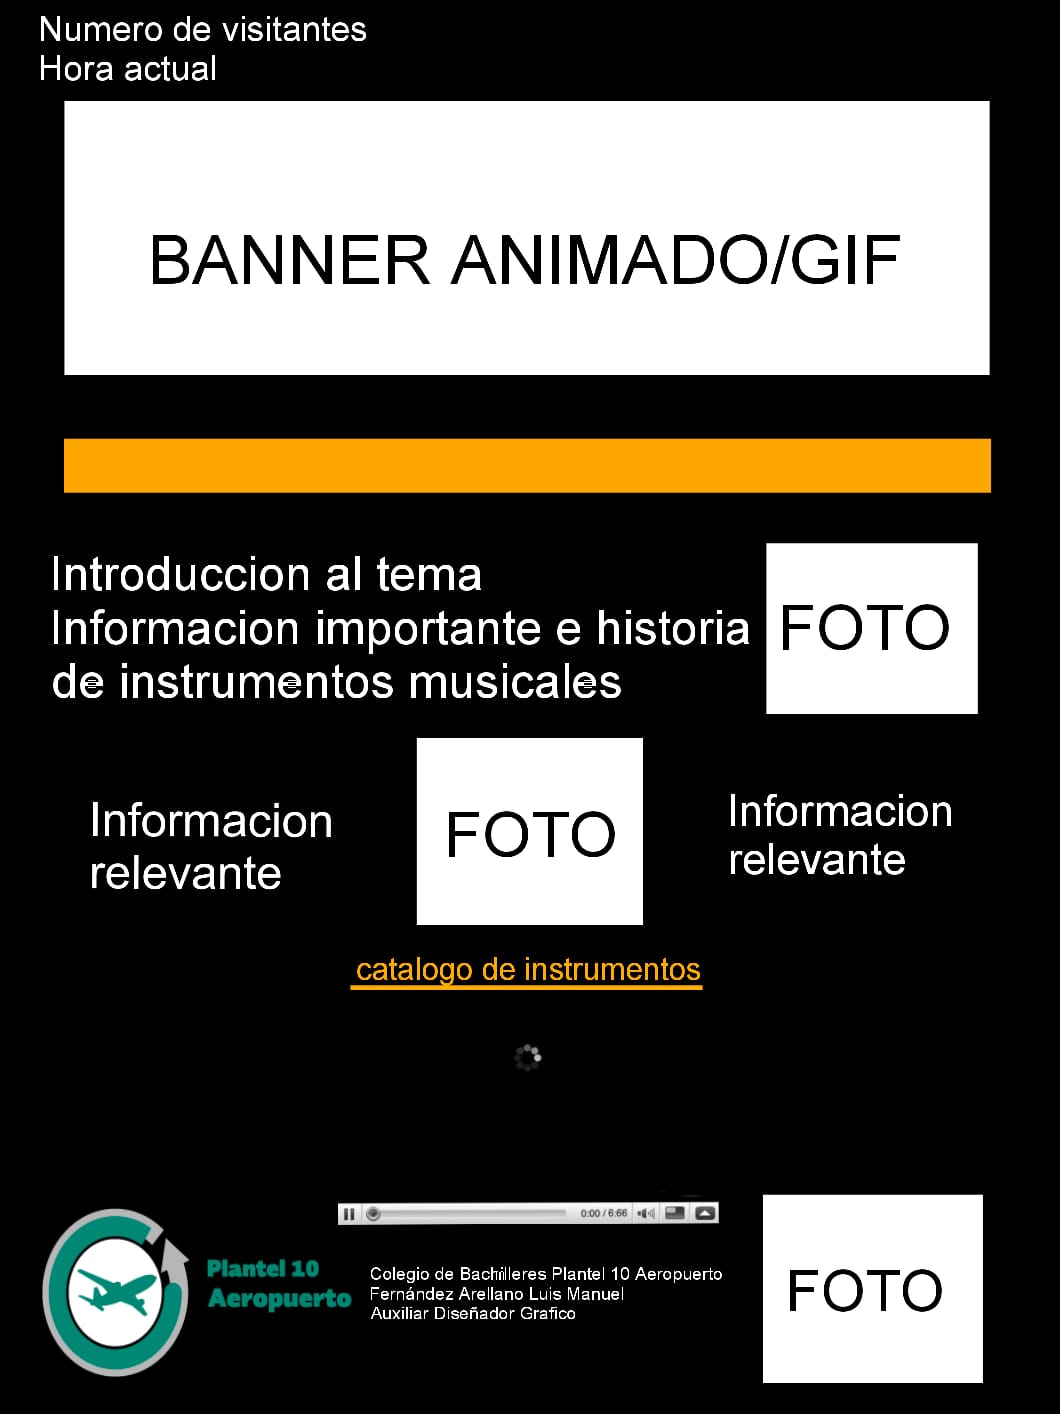 Numero de visitantes
Hora actual
BANNER ANIMADO/GIF
Introduccion al tema
Informacion importante e historia
de instrumentos musicales
FOTO
Informacion
relevante
FOTO
Informacion
relevante
catalogo de instrumentos
0:00 / 6:66
Plantel 10
Aeropuerto
Colegio de Bachilleres Plantel 10 Aeropuerto
Fernández Arellano Luis Manuel
Auxiliar Diseñador Grafico
FOTO